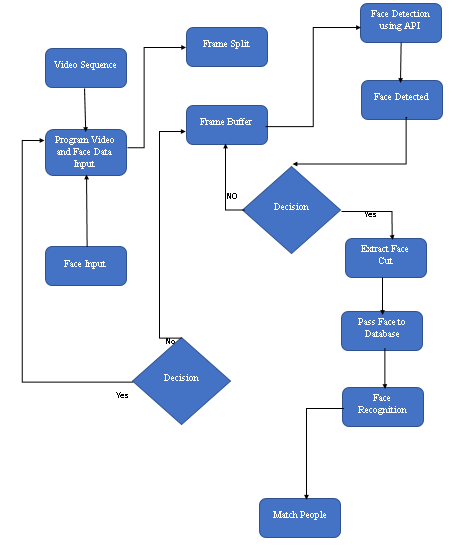 Face Detection
using API
Frame Split
Video Sequence
Face Detected
Frame Buffer
Program Video
and Face Data
Input
NO
Decision
Yes
Extract Face
Cut
Face Input
Pass Face to
Database
No
Decision
Yes
Face
Recognition
Match People